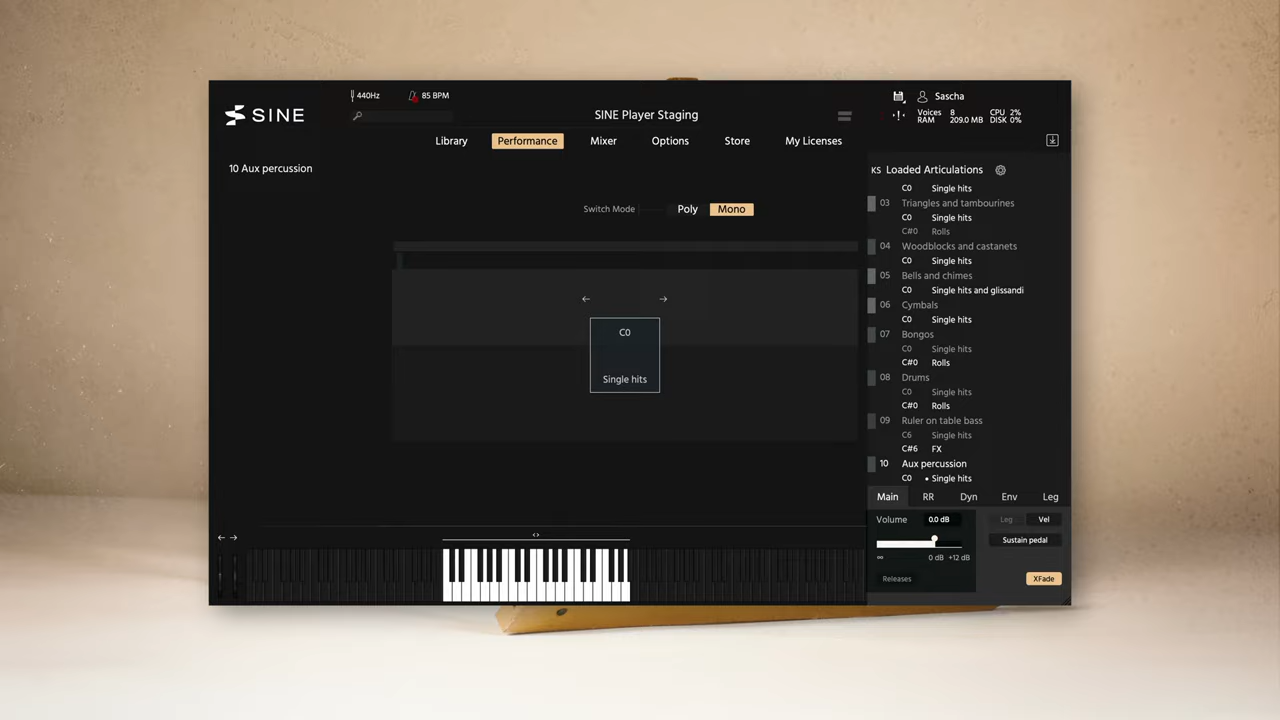 440Hz
85 BPM
SINE
SINE Player Staging
Sascha
Voices 8
RAM 209.0 MB
CPU 2%
DISK 0%
Library
Performance
Mixer
Options
Store
My Licenses
10 Aux percussion
Switch Mode
Poly
Mono
C0
Single hits
KS Loaded Articulations
C0 Single hits
03 Triangles and tambourines
C0 Single hits
C#0 Rolls
04 Woodblocks and castanets
C0 Single hits
05 Bells and chimes
C0 Single hits and glissandi
06 Cymbals
C0 Single hits
07 Bongos
C0 Single hits
C#0 Rolls
08 Drums
C0 Single hits
C#0 Rolls
09 Ruler on table bass
C6 Single hits
C#6 FX
10 Aux percussion
C0 • Single hits
Main RR Dyn Env Leg
Volume 0.0 dB
Leg Vel
Sustain pedal
∞ 0 dB +12 dB
Releases
XFade